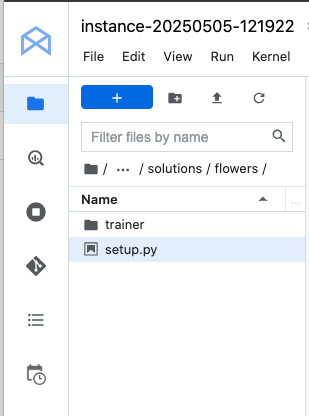 instance-20250505-121922
File Edit View Run Kernel
+
Filter files by name
/ ··· / solutions / flowers /
Name ...
trainer
setup.py